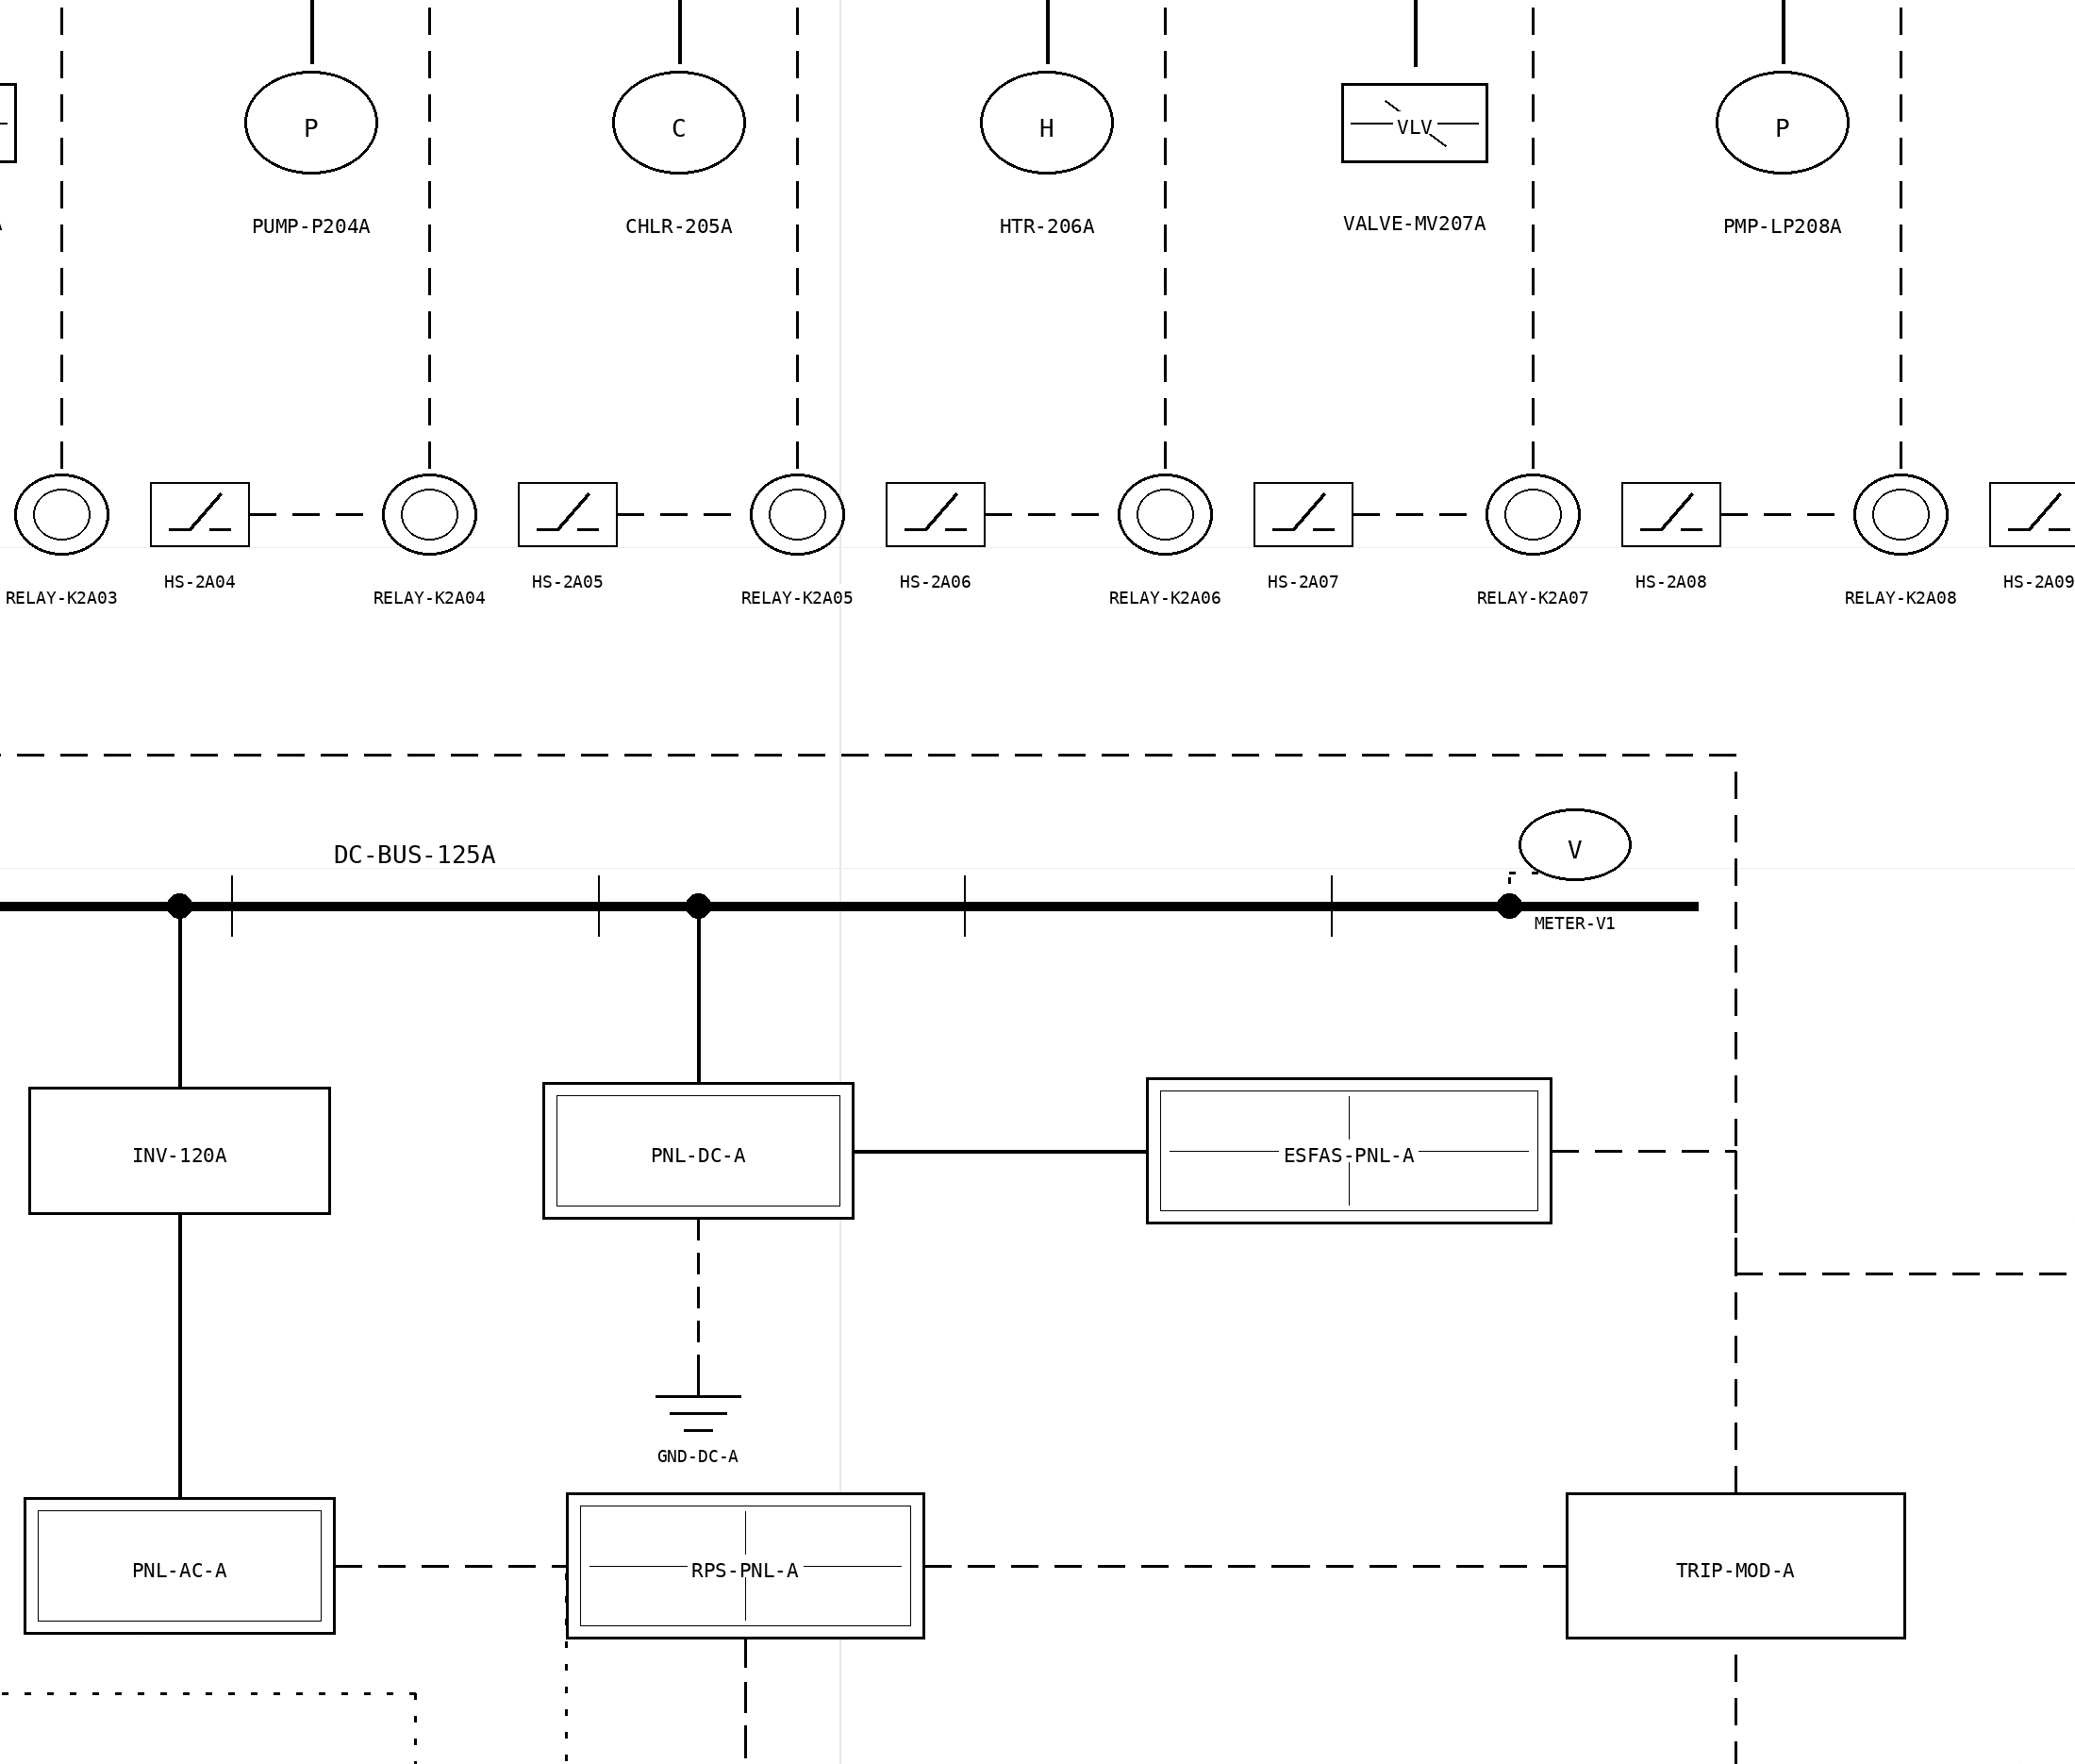 P
C
H
VLV
P
PUMP-P204A
CHLR-205A
HTR-206A
VALVE-MV207A
PMP-LP208A
HS-2A04
HS-2A05
HS-2A06
HS-2A07
HS-2A08
HS-2A09
RELAY-K2A03
RELAY-K2A04
RELAY-K2A05
RELAY-K2A06
RELAY-K2A07
RELAY-K2A08
V
DC-BUS-125A
METER-V1
INV-120A
PNL-DC-A
ESFAS-PNL-A
GND-DC-A
PNL-AC-A
RPS-PNL-A
TRIP-MOD-A